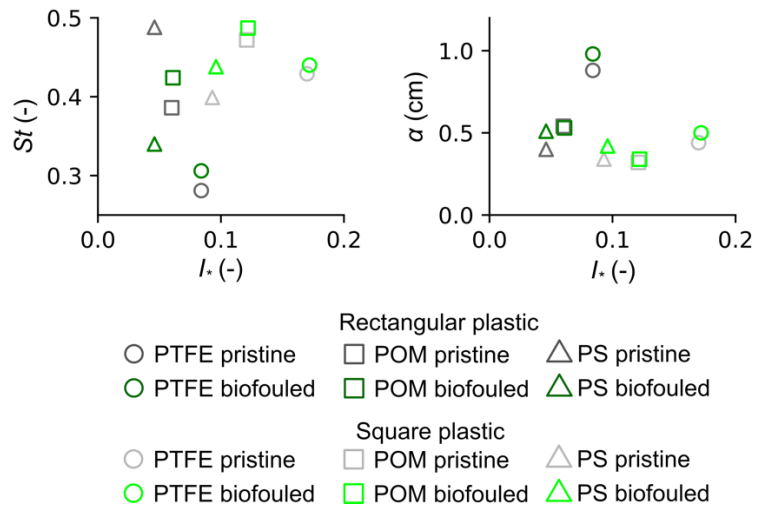 0.5
0.4
0.3
St (-)
0.0 0.1 0.2
I* (-)
1.0
0.5
0.0
α (cm)
0.0 0.1 0.2
I* (-)
Rectangular plastic
PTFE pristine POM pristine PS pristine
PTFE biofouled POM biofouled PS biofouled
Square plastic
PTFE pristine POM pristine PS pristine
PTFE biofouled POM biofouled PS biofouled